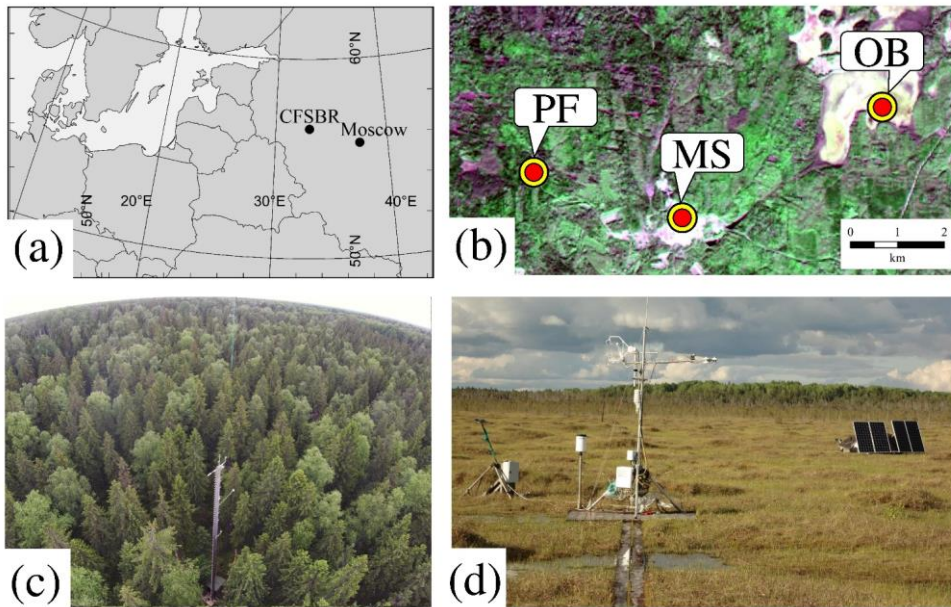 60°N
CFSBR
Moscow
20°E
30°E
40°E
50°N
50°N
(a)
PF
MS
OB
0 1 2
km
(b)
(c)
(d)